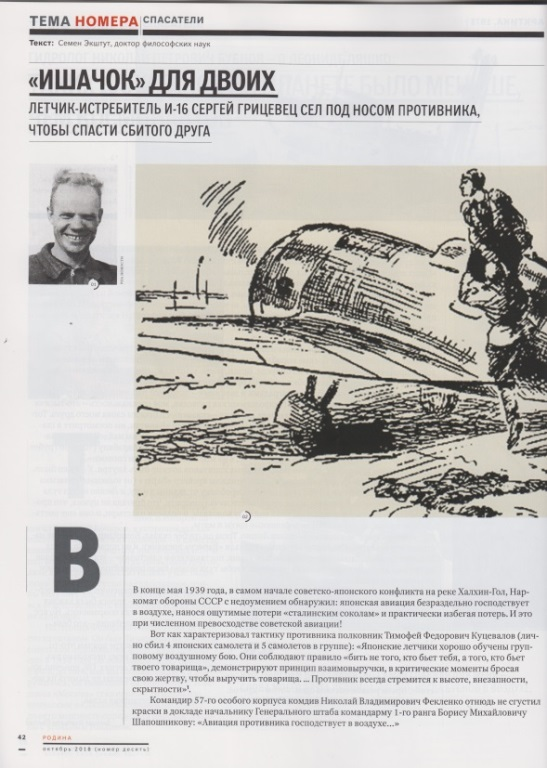 ТЕМА НОМЕРА СПАСАТЕЛИ
Текст: Семен Экштут, доктор философских наук
«ИШАЧОК» ДЛЯ ДВОИХ
ЛЕТЧИК-ИСТРЕБИТЕЛЬ И-16 СЕРГЕЙ ГРИЦЕВЕЦ СЕЛ ПОД НОСОМ ПРОТИВНИКА,
ЧТОБЫ СПАСТИ СБИТОГО ДРУГА
В
В конце мая 1939 года, в самом начале советско-японского конфликта на реке Халхин-Гол, Нар-
комат обороны СССР с недоумением обнаружил: японская авиация безраздельно господствует
в воздухе, нанося ощутимые потери «сталинским соколам» и практически избегая потерь. И это
при численном превосходстве советской авиации!
Вот как характеризовал тактику противника полковник Тимофей Федорович Куцевалов (ли-
чно сбил 4 японских самолета и 5 самолетов в группе): «Японские летчики хорошо обучены груп-
повому воздушному бою. Они соблюдают правило «бить не того, кто бьет тебя, а того, кто бьет
твоего товарища», демонстрируют принцип взаимовыручки, в критические моменты бросая
свою жертву, чтобы выручить товарища. ... Противник всегда стремится к высоте, внезапности,
скрытности»¹.
Командир 57-го особого корпуса комдив Николай Владимирович Фекленко отнюдь не сгустил
краски в докладе начальнику Генерального штаба командарму 1-го ранга Борису Михайловичу
Шапошникову: «Авиация противника господствует в воздухе...»
42
РОДИНА
октябрь 2018 (номер десять)